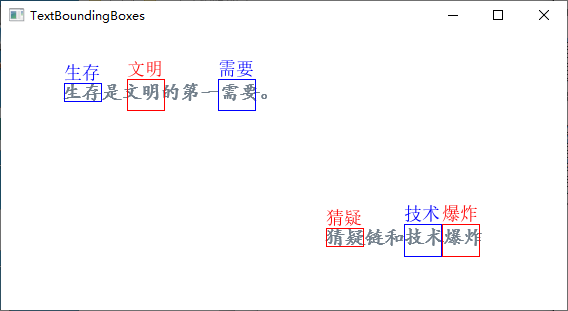 TextBoundingBoxes
生存 文明 需要
生存是文明的第一需要。
猜疑 技术 爆炸
猜疑链和技术爆炸